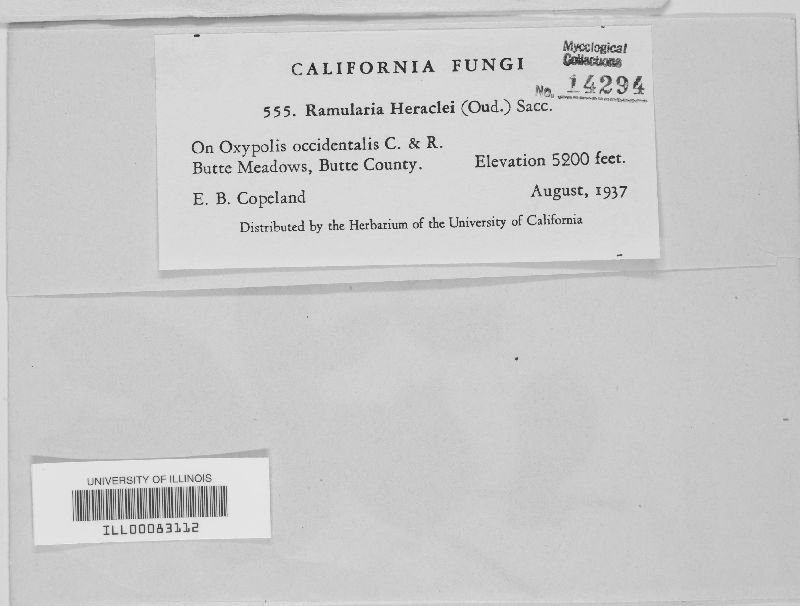 CALIFORNIA FUNGI
Mycological
Collections
No. 14294
555. Ramularia Heraclei (Oud.) Sacc.
On Oxypolis occidentalis C. & R.
Butte Meadows, Butte County. Elevation 5200 feet.
E. B. Copeland August, 1937
Distributed by the Herbarium of the University of California
UNIVERSITY OF ILLINOIS
ILL00083112